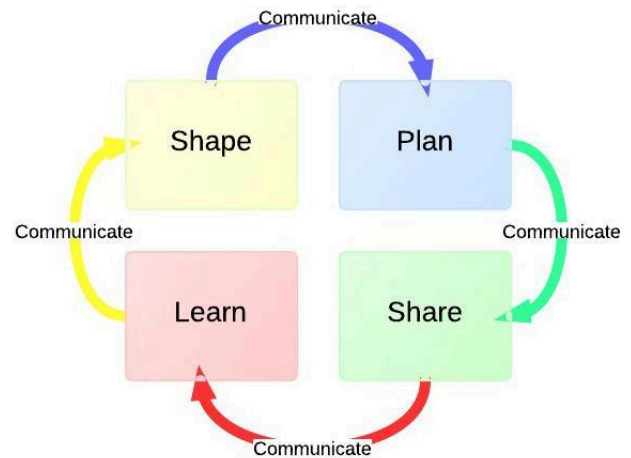 Communicate
Shape
Plan
Communicate
Communicate
Learn
Share
Communicate